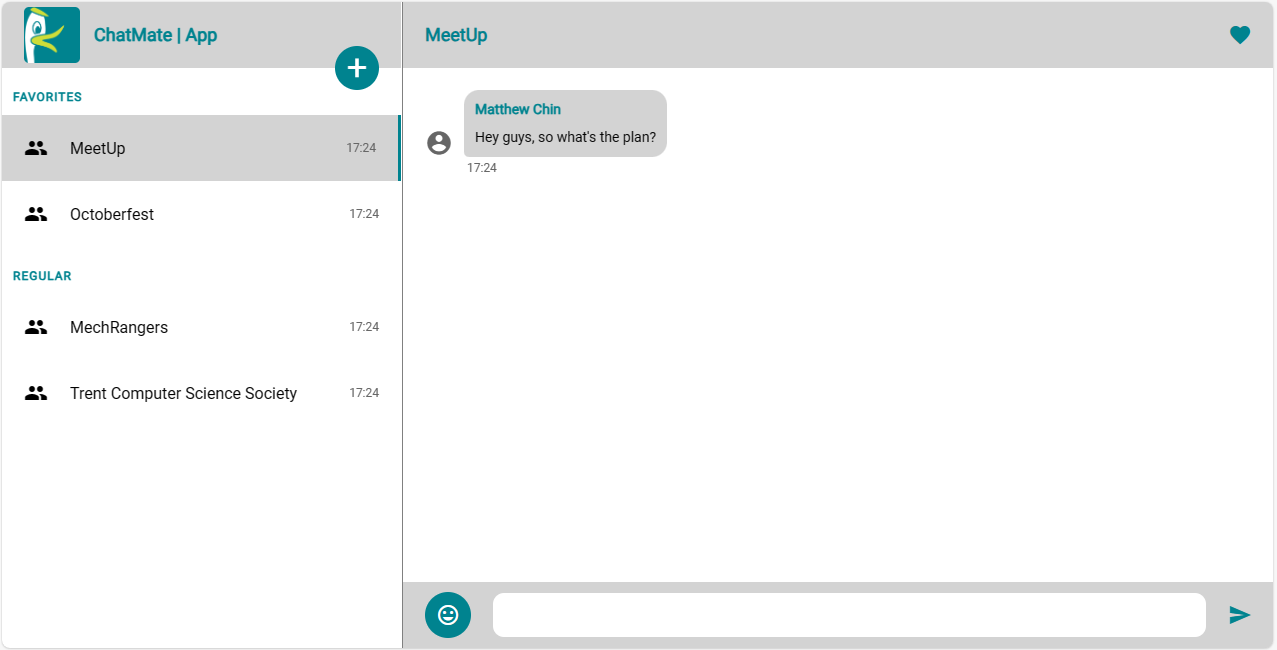 ChatMate | App
FAVORITES
MeetUp 17:24
Octoberfest 17:24
REGULAR
MechRangers 17:24
Trent Computer Science Society 17:24
MeetUp
Matthew Chin
Hey guys, so what's the plan?
17:24